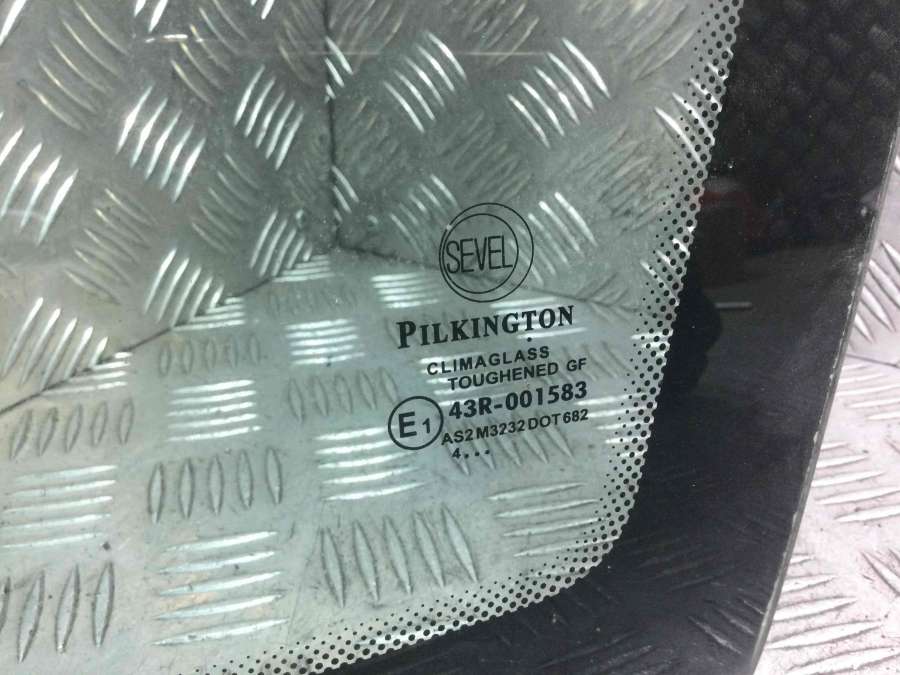 SEVEL
PILKINGTON
CLIMAGLASS
TOUGHENED GF
E1 43R-001583
AS2 M3232 DOT682
4...